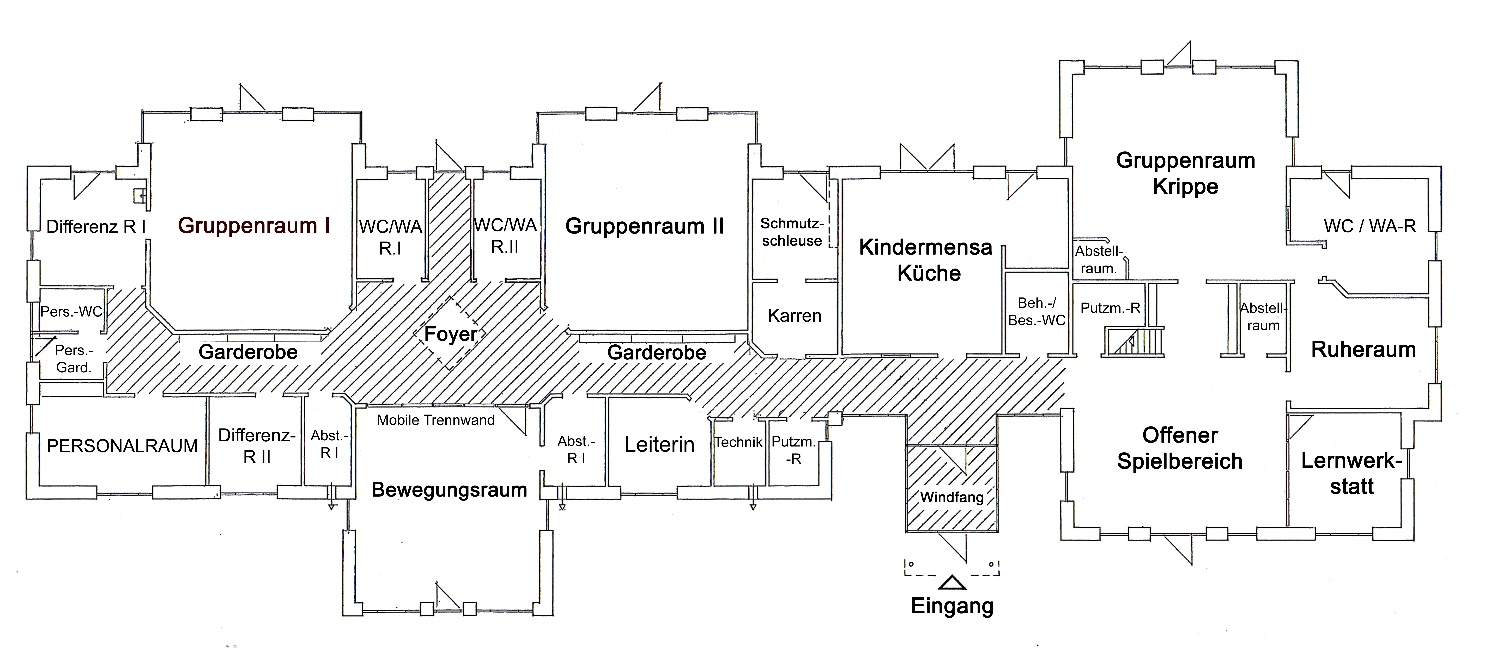 Gruppenraum
Krippe
Differenz R I
Gruppenraum I
WC/WA
R.I
WC/WA
R.II
Gruppenraum II
Schmutz-
schleuse
Kindermensa
Küche
WC / WA-R
Abstell-
raum.
Pers.-WC
Pers.-
Gard.
Garderobe
Foyer
Garderobe
Karren
Beh.-/
Bes.-WC
Putzm.-R
Abstell-
raum
Ruheraum
PERSONALRAUM
Differenz-
R II
Abst.-
R I
Mobile Trennwand
Bewegungsraum
Abst.-
R I
Leiterin
Technik
Putzm.
-R
Windfang
Offener
Spielbereich
Lernwerk-
statt
Eingang